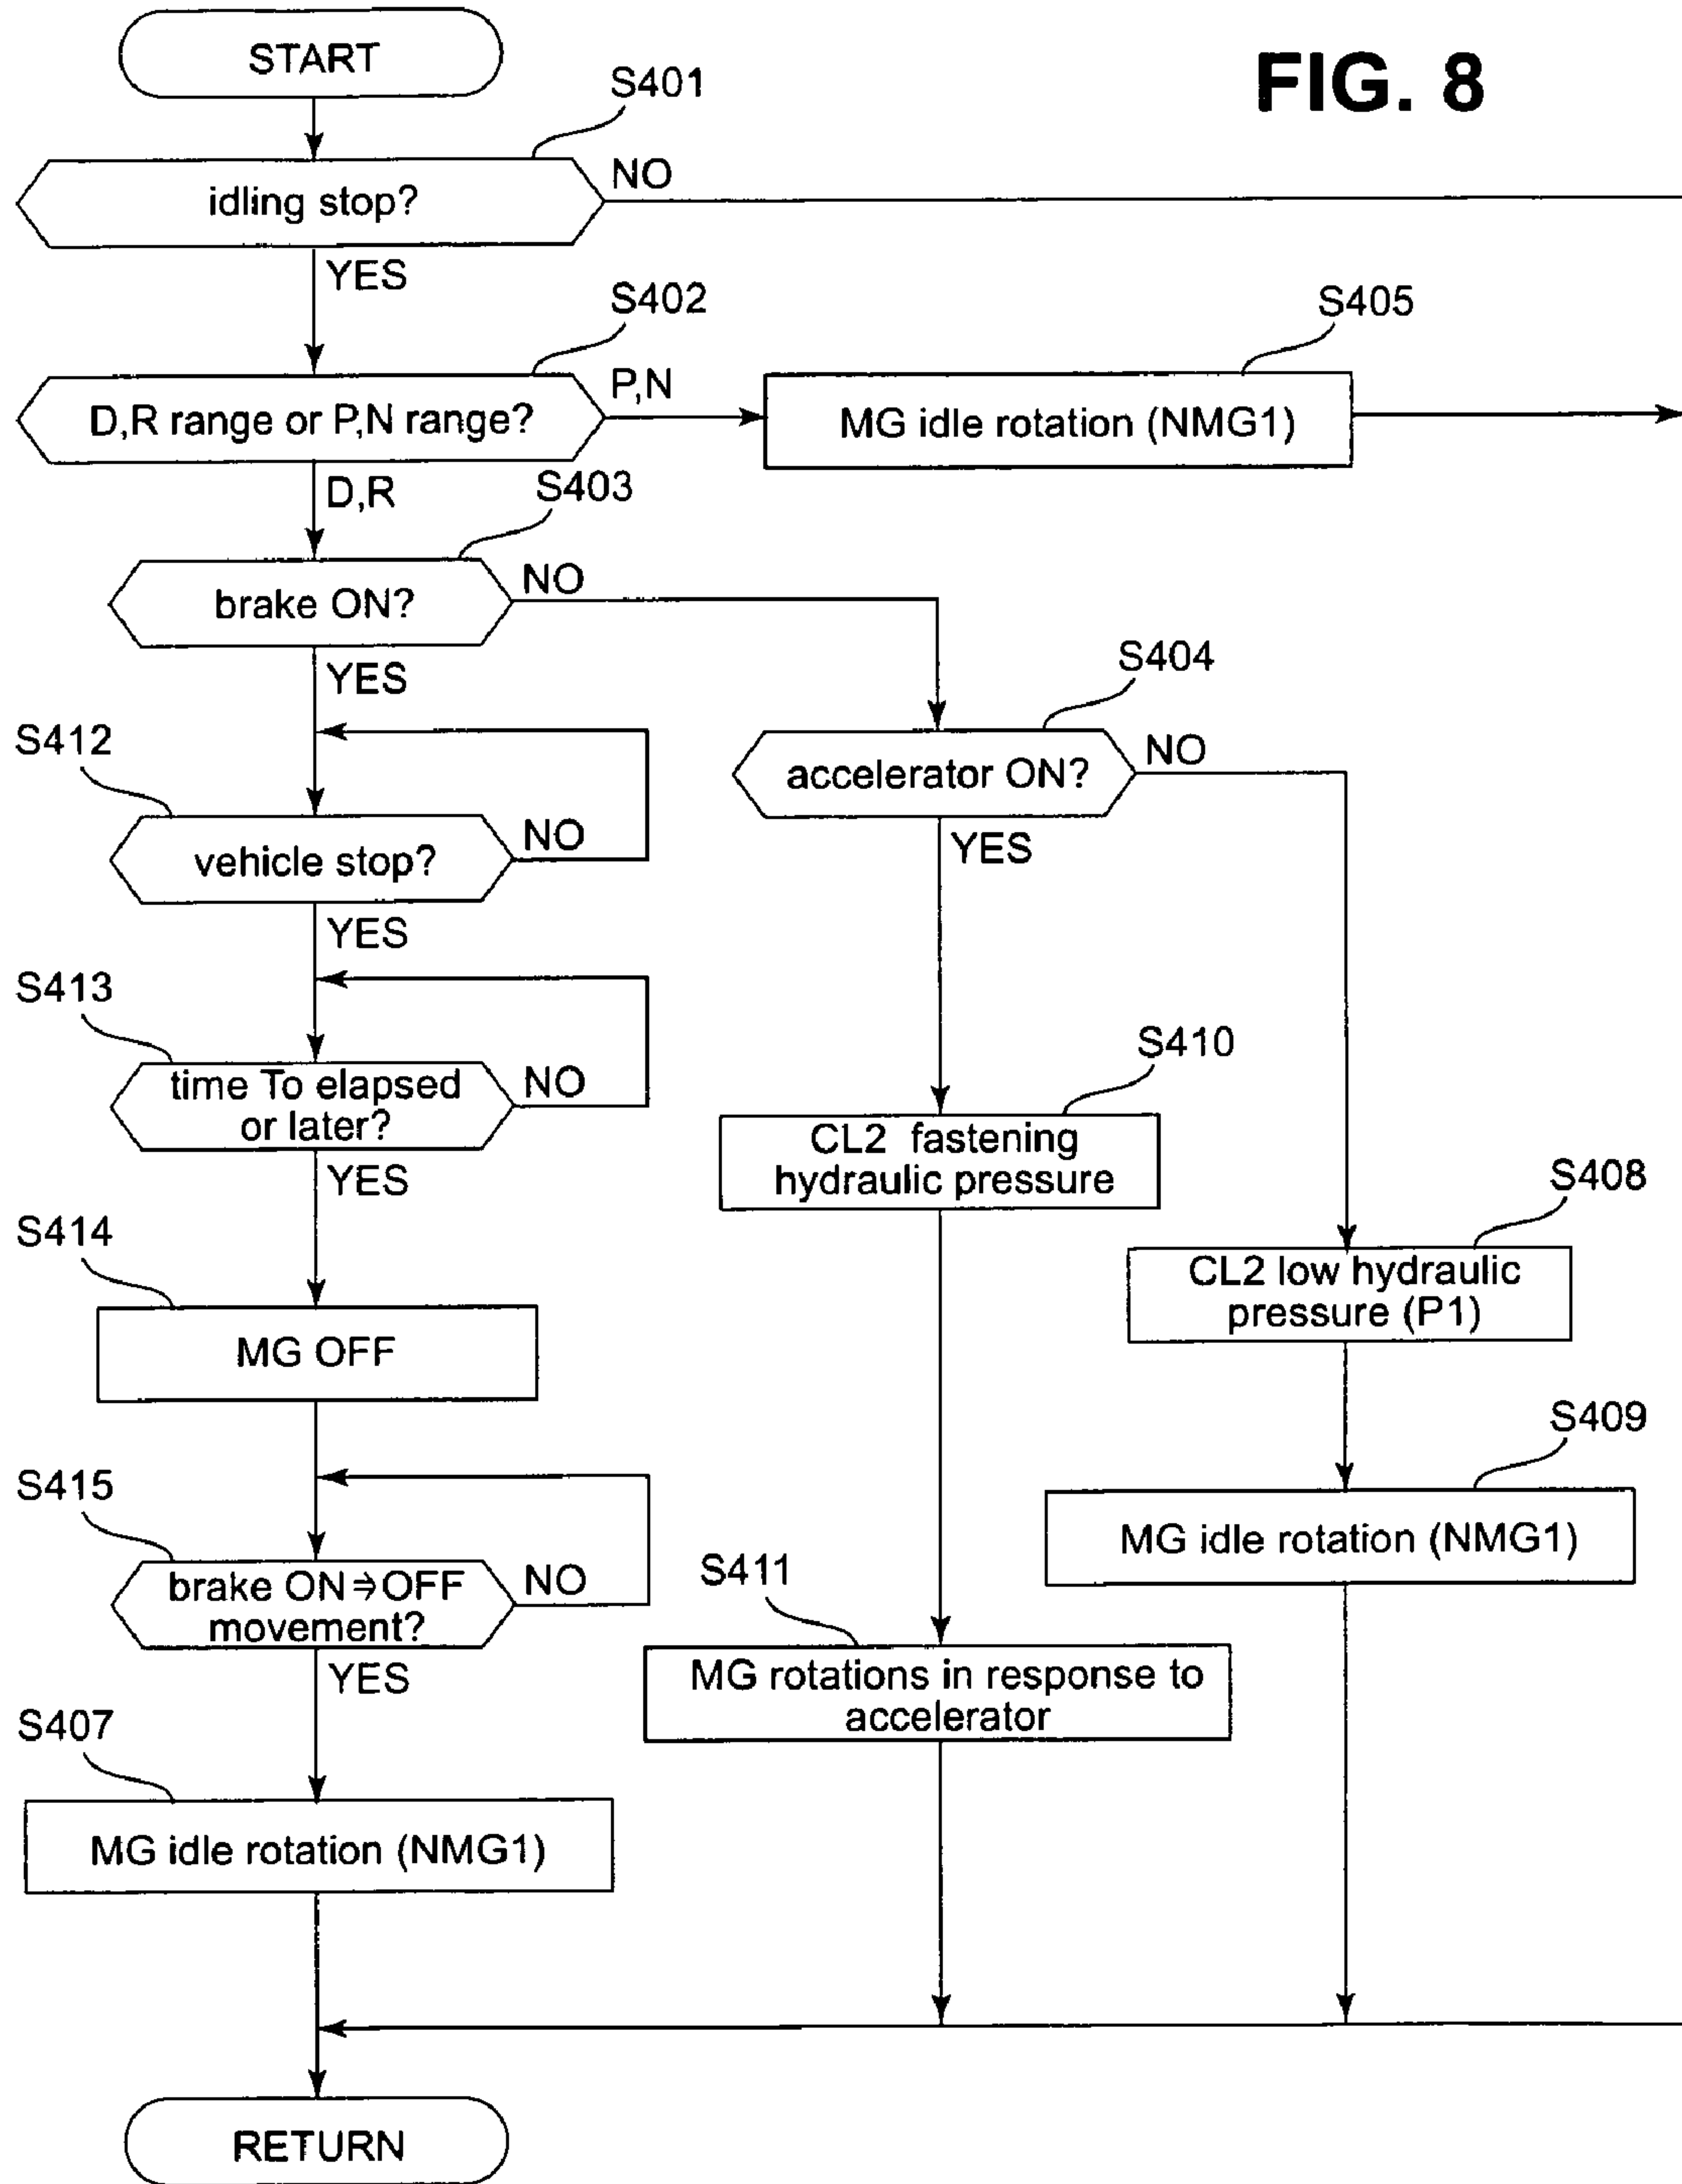 FIG. 8
START
S401
idling stop?
NO
YES
S402
D,R range or P,N range?
P,N
S405
MG idle rotation (NMG1)
D,R
S403
brake ON?
NO
YES
S404
accelerator ON?
NO
YES
S412
vehicle stop?
NO
YES
S413
time To elapsed
or later?
NO
YES
S410
CL2 fastening
hydraulic pressure
S408
CL2 low hydraulic
pressure (P1)
S414
MG OFF
S409
MG idle rotation (NMG1)
S415
brake ON⇒OFF
movement?
NO
YES
S411
MG rotations in response to
accelerator
S407
MG idle rotation (NMG1)
RETURN